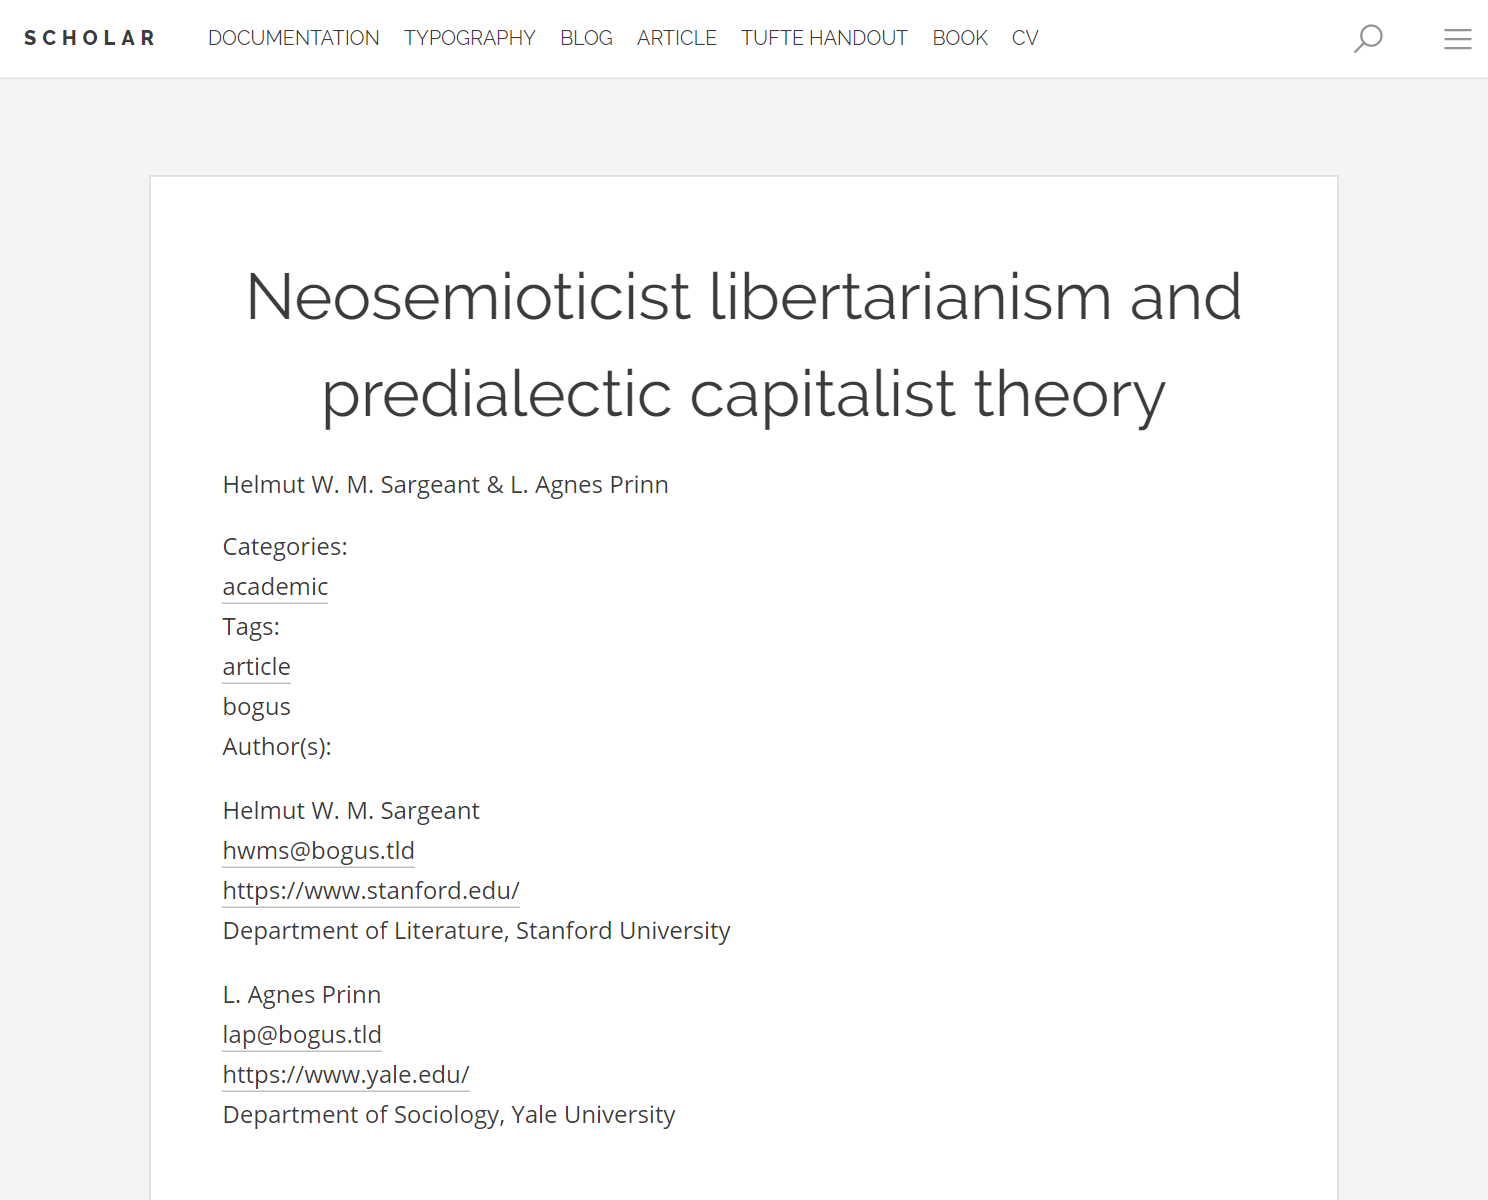 SCHOLAR DOCUMENTATION TYPOGRAPHY BLOG ARTICLE TUFTE HANDOUT BOOK CV
Neosemioticist libertarianism and
predialectic capitalist theory
Helmut W. M. Sargeant & L. Agnes Prinn
Categories:
academic
Tags:
article
bogus
Author(s):
Helmut W. M. Sargeant
hwms@bogus.tld
https://www.stanford.edu/
Department of Literature, Stanford University
L. Agnes Prinn
lap@bogus.tld
https://www.yale.edu/
Department of Sociology, Yale University